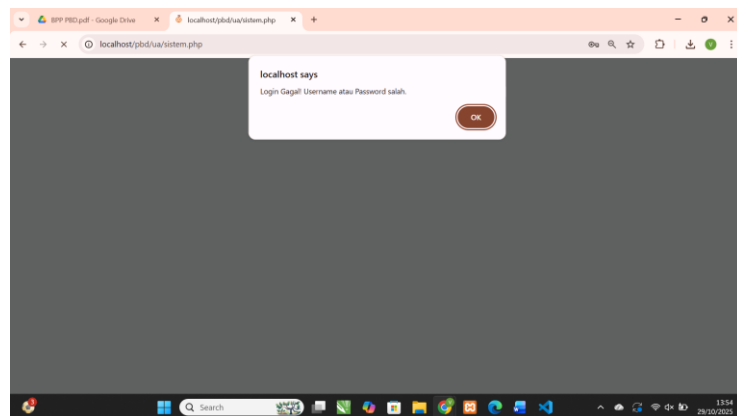 BPP PBD.pdf - Google Drive
localhost/pbd/ua/sistem.php
localhost/pbd/ua/sistem.php
V
localhost says
Login Gagal! Username atau Password salah.
OK
Search
13:54
29/10/2025